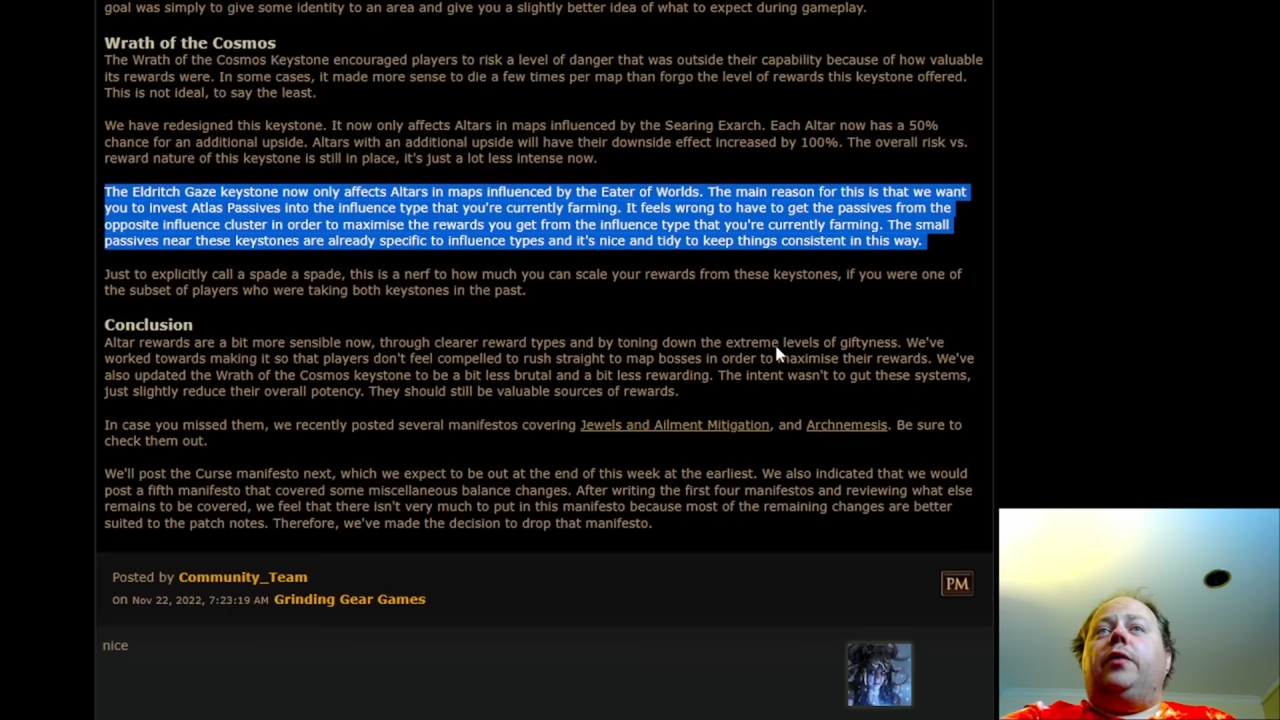 goal was simply to give some identity to an area and give you a slightly better idea of what to expect during gameplay.
Wrath of the Cosmos
The Wrath of the Cosmos Keystone encouraged players to risk a level of danger that was outside their capability because of how valuable
its rewards were. In some cases, it made more sense to die a few times per map than forgo the level of rewards this keystone offered.
This is not ideal, to say the least.
We have redesigned this keystone. It now only affects Altars in maps influenced by the Searing Exarch. Each Altar now has a 50%
chance for an additional upside. Altars with an additional upside will have their downside effect increased by 100%. The overall risk vs.
reward nature of this keystone is still in place, it's just a lot less intense now.
The Eldritch Gaze keystone now only affects Altars in maps influenced by the Eater of Worlds. The main reason for this is that we want
you to invest Atlas Passives into the influence type that you're currently farming. It feels wrong to have to get the passives from the
opposite influence cluster in order to maximise the rewards you get from the influence type that you're currently farming. The small
passives near these keystones are already specific to influence types and it's nice and tidy to keep things consistent in this way.
Just to explicitly call a spade a spade, this is a nerf to how much you can scale your rewards from these keystones, if you were one of
the subset of players who were taking both keystones in the past.
Conclusion
Altar rewards are a bit more sensible now, through clearer reward types and by toning down the extreme levels of giftyness. We've
worked towards making it so that players don't feel compelled to rush straight to map bosses in order to maximise their rewards. We've
also updated the Wrath of the Cosmos keystone to be a bit less brutal and a bit less rewarding. The intent wasn't to gut these systems,
just slightly reduce their overall potency. They should still be valuable sources of rewards.
In case you missed them, we recently posted several manifestos covering Jewels and Ailment Mitigation, and Archnemesis. Be sure to
check them out.
We'll post the Curse manifesto next, which we expect to be out at the end of this week at the earliest. We also indicated that we would
post a fifth manifesto that covered some miscellaneous balance changes. After writing the first four manifestos and reviewing what else
remains to be covered, we feel that there isn't very much to put in this manifesto because most of the remaining changes are better
suited to the patch notes. Therefore, we've made the decision to drop that manifesto.
Posted by Community_Team
on Nov 22, 2022, 7:23:19 AM Grinding Gear Games
PM
nice